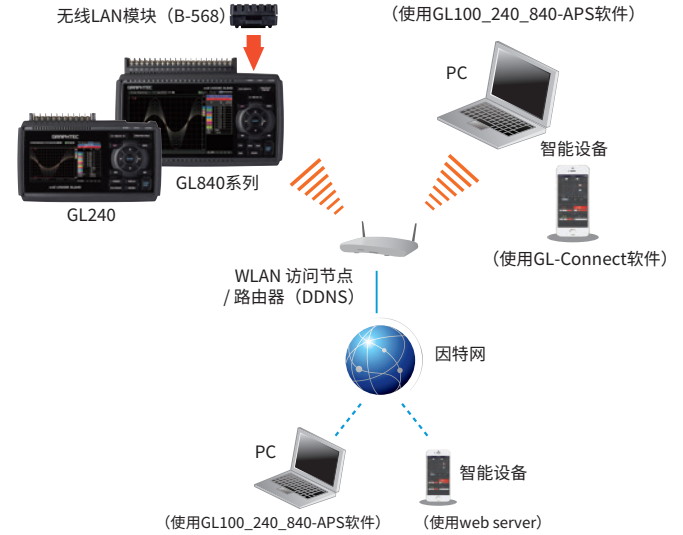 无线LAN模块（B-568）
（使用GL100_240_840-APS软件）
PC
GRAPHTEC
GRAPHTEC
智能设备
GL840系列
GL240
（使用GL-Connect软件）
WLAN 访问节点
/ 路由器（DDNS）
因特网
PC
智能设备
（使用GL100_240_840-APS软件）
（使用web server）